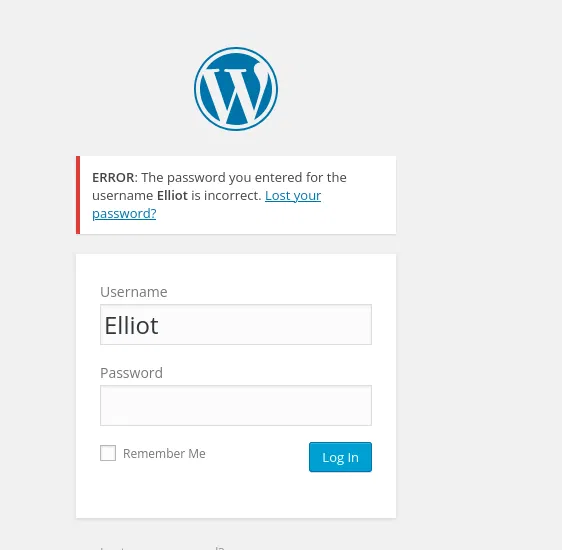 ERROR: The password you entered for the
username Elliot is incorrect. Lost your
password?
Username
Elliot
Password
Remember Me
Log In